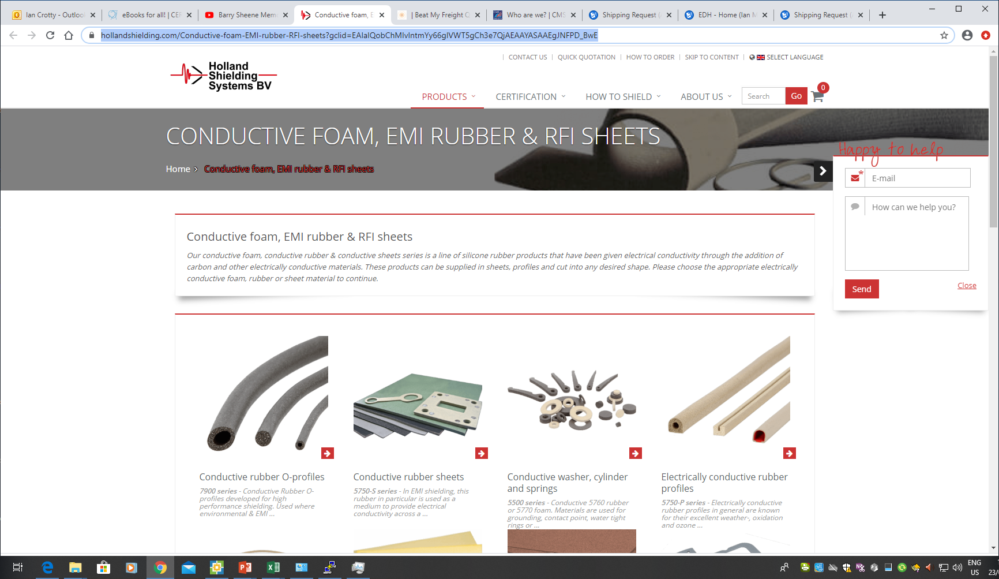 Ian Crotty - Outlook
eBooks for all! | CER
Barry Sheene Mem
Conductive foam, E
| Beat My Freight Q
Who are we? | CMS
Shipping Request (
EDH - Home (Ian M
Shipping Request (
hollandshielding.com/Conductive-foam-EMI-rubber-RFI-sheets?gclid=EAIaIQobChMIvIntmYy66gIVWT5gCh3e7QjAEAAYASAAEgJNFPD_BwE
CONTACT US
QUICK QUOTATION
HOW TO ORDER
SKIP TO CONTENT
SELECT LANGUAGE
Holland
Shielding
Systems BV
PRODUCTS
CERTIFICATION
HOW TO SHIELD
ABOUT US
Search
Go
0
CONDUCTIVE FOAM, EMI RUBBER & RFI SHEETS
Home > Conductive foam, EMI rubber & RFI sheets
Happy to help
* E-mail
How can we help you?
Send
Close
Conductive foam, EMI rubber & RFI sheets
Our conductive foam, conductive rubber & conductive sheets series is a line of silicone rubber products that have been given electrical conductivity through the addition of
carbon and other electrically conductive materials. These products can be supplied in sheets, profiles and cut into any desired shape. Please choose the appropriate electrically
conductive foam, rubber or sheet material to continue.
Conductive rubber O-profiles
7900 series - Conductive Rubber O-
profiles developed for high
performance shielding. Used where
environmental & EMI ...
Conductive rubber sheets
5750-S series - In EMI shielding, this
rubber in particular is used as a
medium to provide electrical
conductivity across a ...
Conductive washer, cylinder
and springs
5500 series - Conductive 5760 rubber
or 5770 foam. Materials are used for
grounding, contact point, water tight
rings or ...
Electrically conductive rubber
profiles
5750-P series - Electrically conductive
rubber profiles in general are known
for their excellent weather-, oxidation
and ozone ...
ENG
US
23/